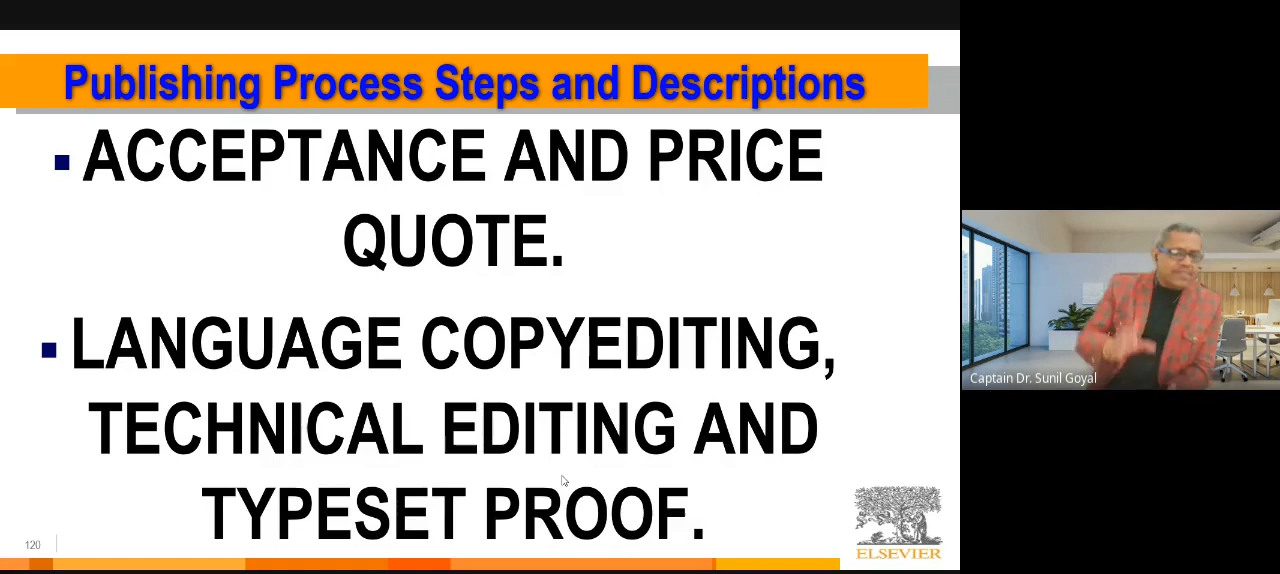 Publishing Process Steps and Descriptions
▪ ACCEPTANCE AND PRICE
QUOTE.
▪ LANGUAGE COPYEDITING,
TECHNICAL EDITING AND
TYPESET PROOF.
120
ELSEVIER
Captain Dr. Sunil Goyal